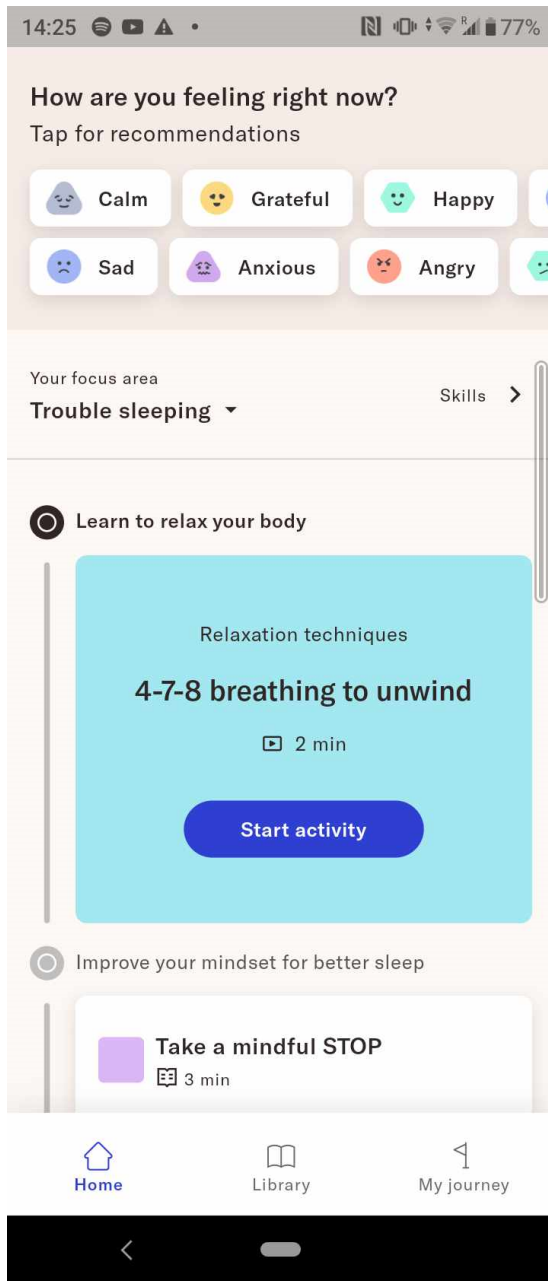 14:25
77%
How are you feeling right now?
Tap for recommendations
Calm
Grateful
Happy
Sad
Anxious
Angry
Your focus area
Trouble sleeping
Skills
Learn to relax your body
Relaxation techniques
4-7-8 breathing to unwind
2 min
Start activity
Improve your mindset for better sleep
Take a mindful STOP
3 min
Home
Library
My journey